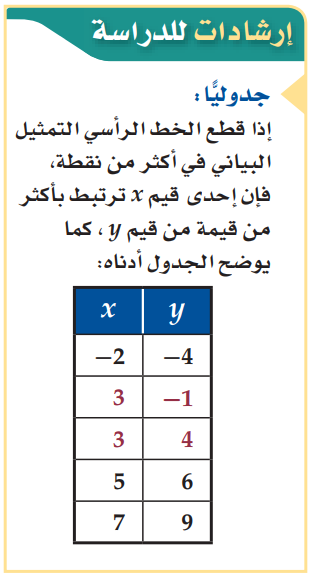 إرشادات للدراسة
جدوليًّا:
إذا قطع الخط الرأسي التمثيل
البياني في أكثر من نقطة،
فإن إحدى قيم x ترتبط بأكثر
من قيمة من قيم y ، كما
يوضح الجدول أدناه:
x y
−2 −4
3 −1
3 4
5 6
7 9